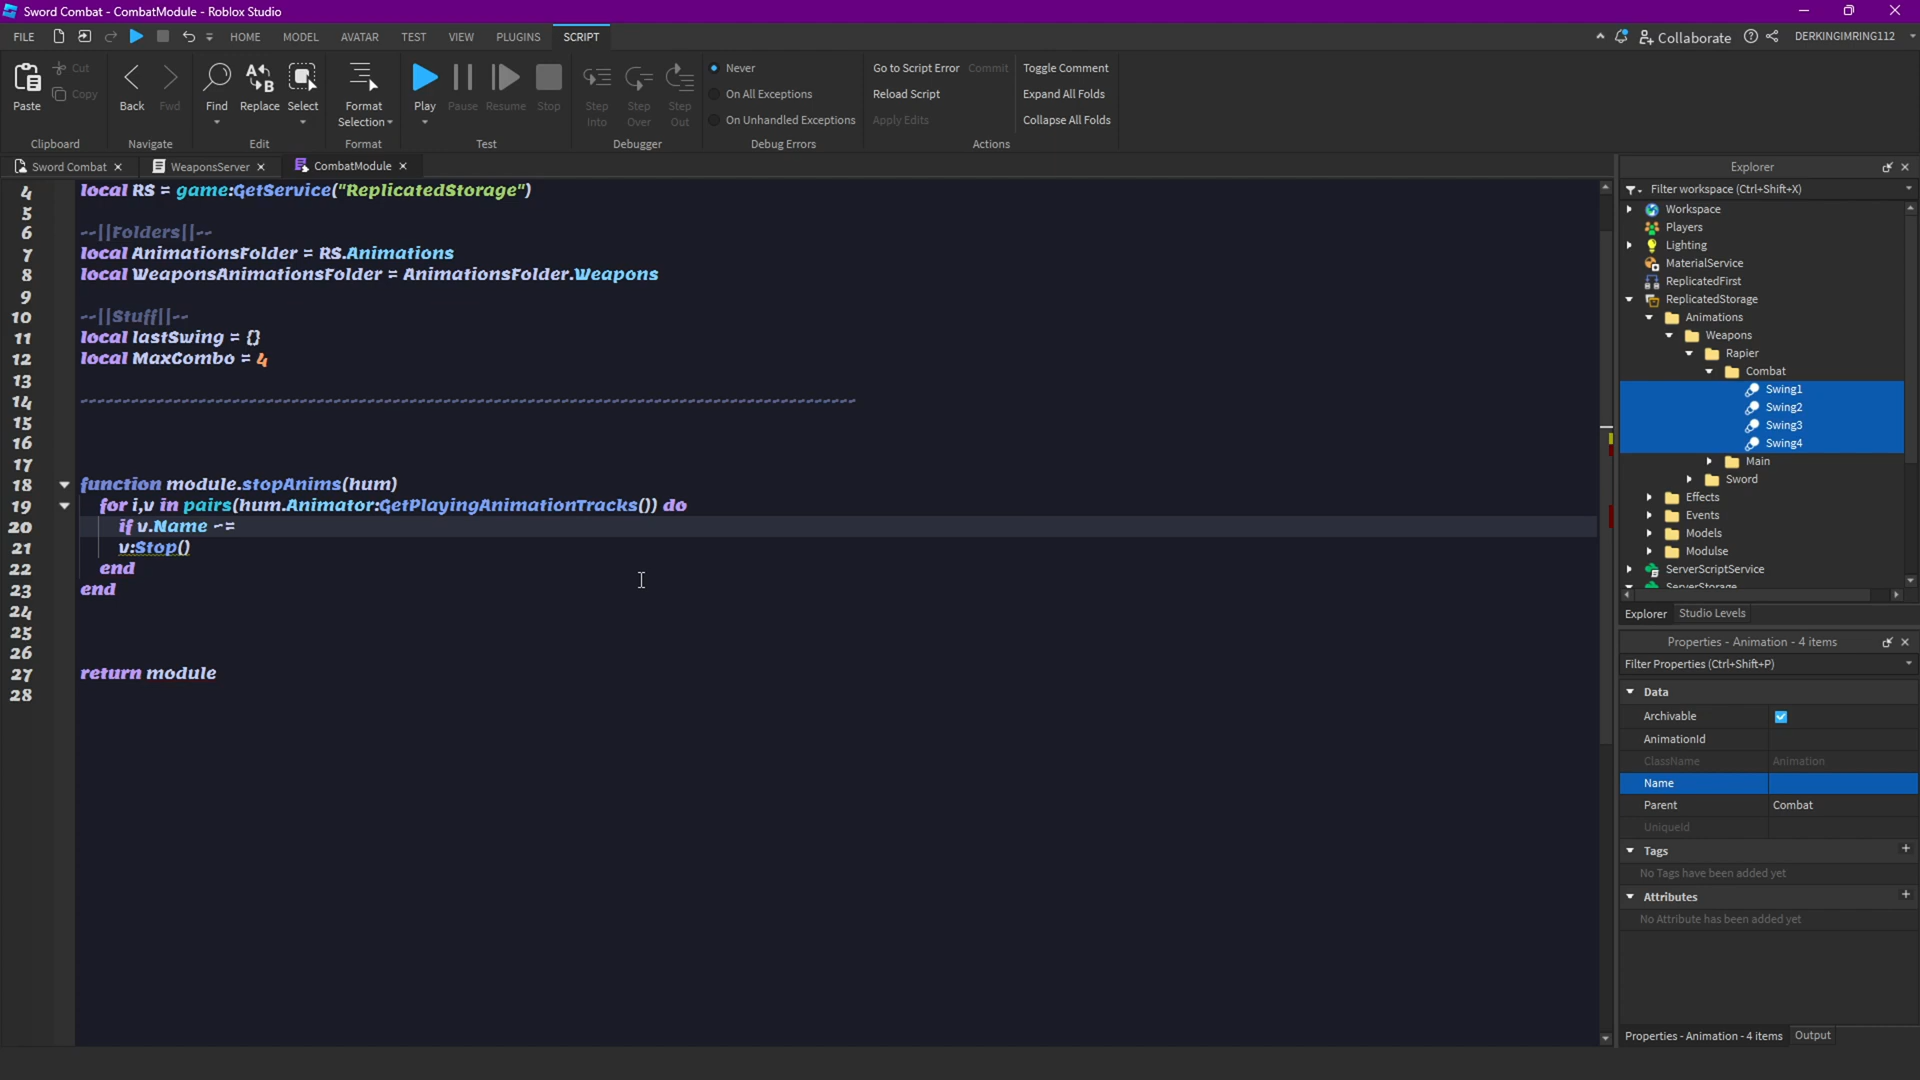 Sword Combat - CombatModule - Roblox Studio
FILE
HOME
MODEL
AVATAR
TEST
VIEW
PLUGINS
SCRIPT
Collaborate
DERKINGIMRING112
Paste
Cut
Copy
Clipboard
Back
Fwd
Navigate
Find
Replace
Select
Edit
Format
Selection
Format
Play
Pause
Resume
Stop
Test
Step
Into
Step
Over
Step
Out
Debugger
Never
On All Exceptions
On Unhandled Exceptions
Debug Errors
Go to Script Error
Commit
Reload Script
Apply Edits
Toggle Comment
Expand All Folds
Collapse All Folds
Actions
Sword Combat
WeaponsServer
CombatModule
4 local RS = game:GetService("ReplicatedStorage")
5
6 --||Folders||--
7 local AnimationsFolder = RS.Animations
8 local WeaponsAnimationsFolder = AnimationsFolder.Weapons
9
10 --||Stuff||--
11 local lastSwing = {}
12 local MaxCombo = 4
13
14 ------------------------------------------------------------------------------------
15
16
17
18 function module.stopAnims(hum)
19 for i,v in pairs(hum.Animator:GetPlayingAnimationTracks()) do
20 if v.Name ~=
21 v:Stop()
22 end
23 end
24
25
26
27 return module
28
Explorer
Filter workspace (Ctrl+Shift+X)
Workspace
Players
Lighting
MaterialService
ReplicatedFirst
ReplicatedStorage
Animations
Weapons
Rapier
Combat
Swing1
Swing2
Swing3
Swing4
Main
Sword
Effects
Events
Models
Modulse
ServerScriptService
ServerStorage
Explorer
Studio Levels
Properties - Animation - 4 items
Filter Properties (Ctrl+Shift+P)
Data
Archivable
AnimationId
ClassName Animation
Name
Parent Combat
UniqueId
Tags
No Tags have been added yet
Attributes
No Attribute has been added yet
Properties - Animation - 4 items
Output